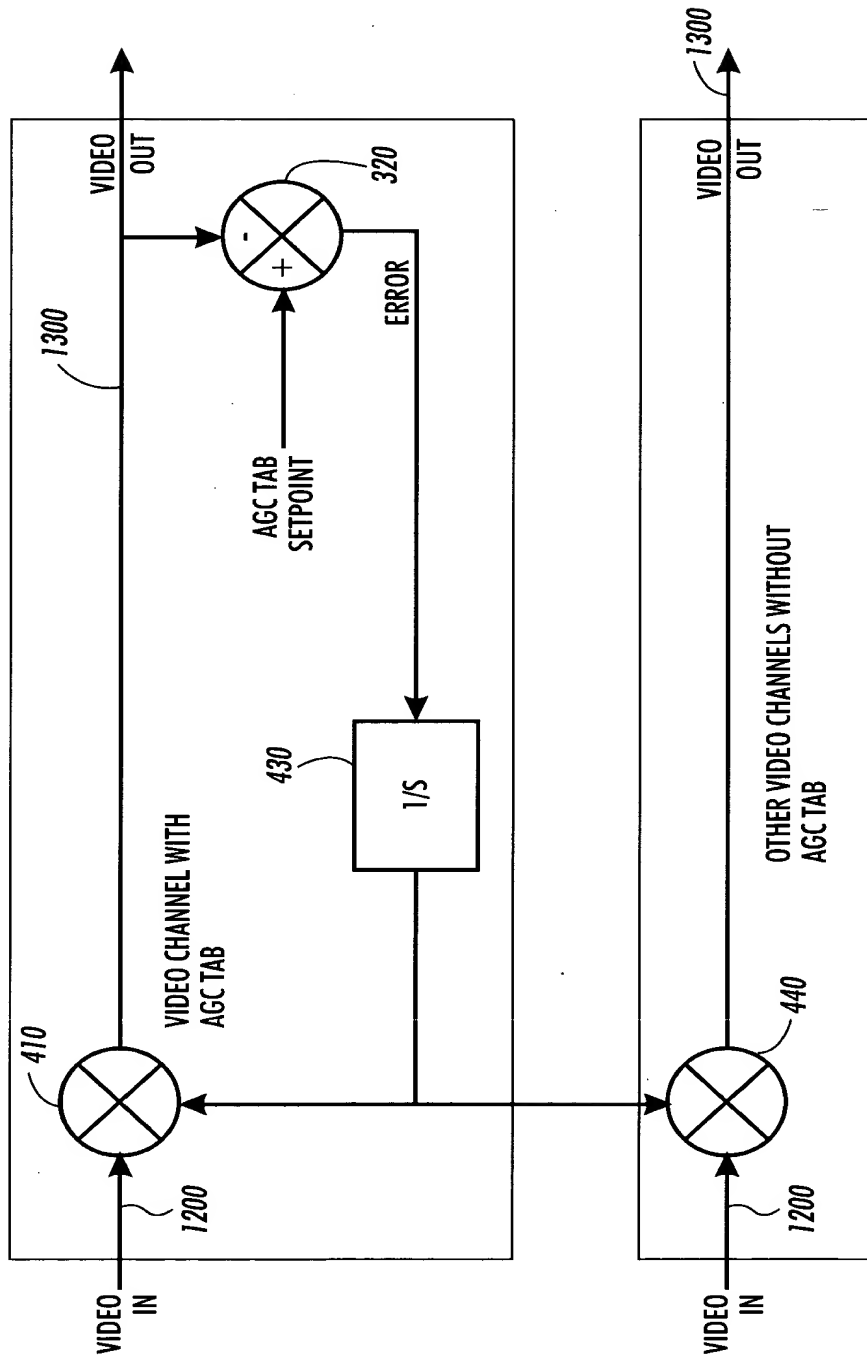 VIDEO
IN
1200
410
VIDEO CHANNEL WITH
AGC TAB
1300
VIDEO
OUT
-
+
320
AGC TAB
SETPOINT
ERROR
430
1/S
VIDEO
IN
1200
440
OTHER VIDEO CHANNELS WITHOUT
AGC TAB
VIDEO
OUT
1300